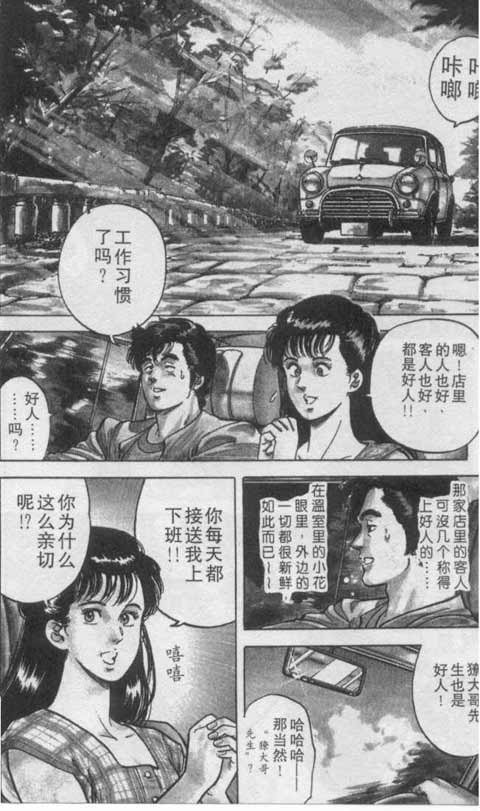 咔啷
咔啷
工作习惯
了吗？
嗯！店里
的人也好、
客人也好、
都是好人!!
好人……
……吗？
那家店里的客人
可沒几个称得
上好人的……
在溫室里的小花
眼里，外边的
一切都很新鮮，
如此而已～～
你每天都
接送我上
下班!!
你为什么
这么亲切
呢!?
嘻嘻
獠大哥先
生也是
好人！
哈哈哈——
那当然！
“獠大哥
先生”？